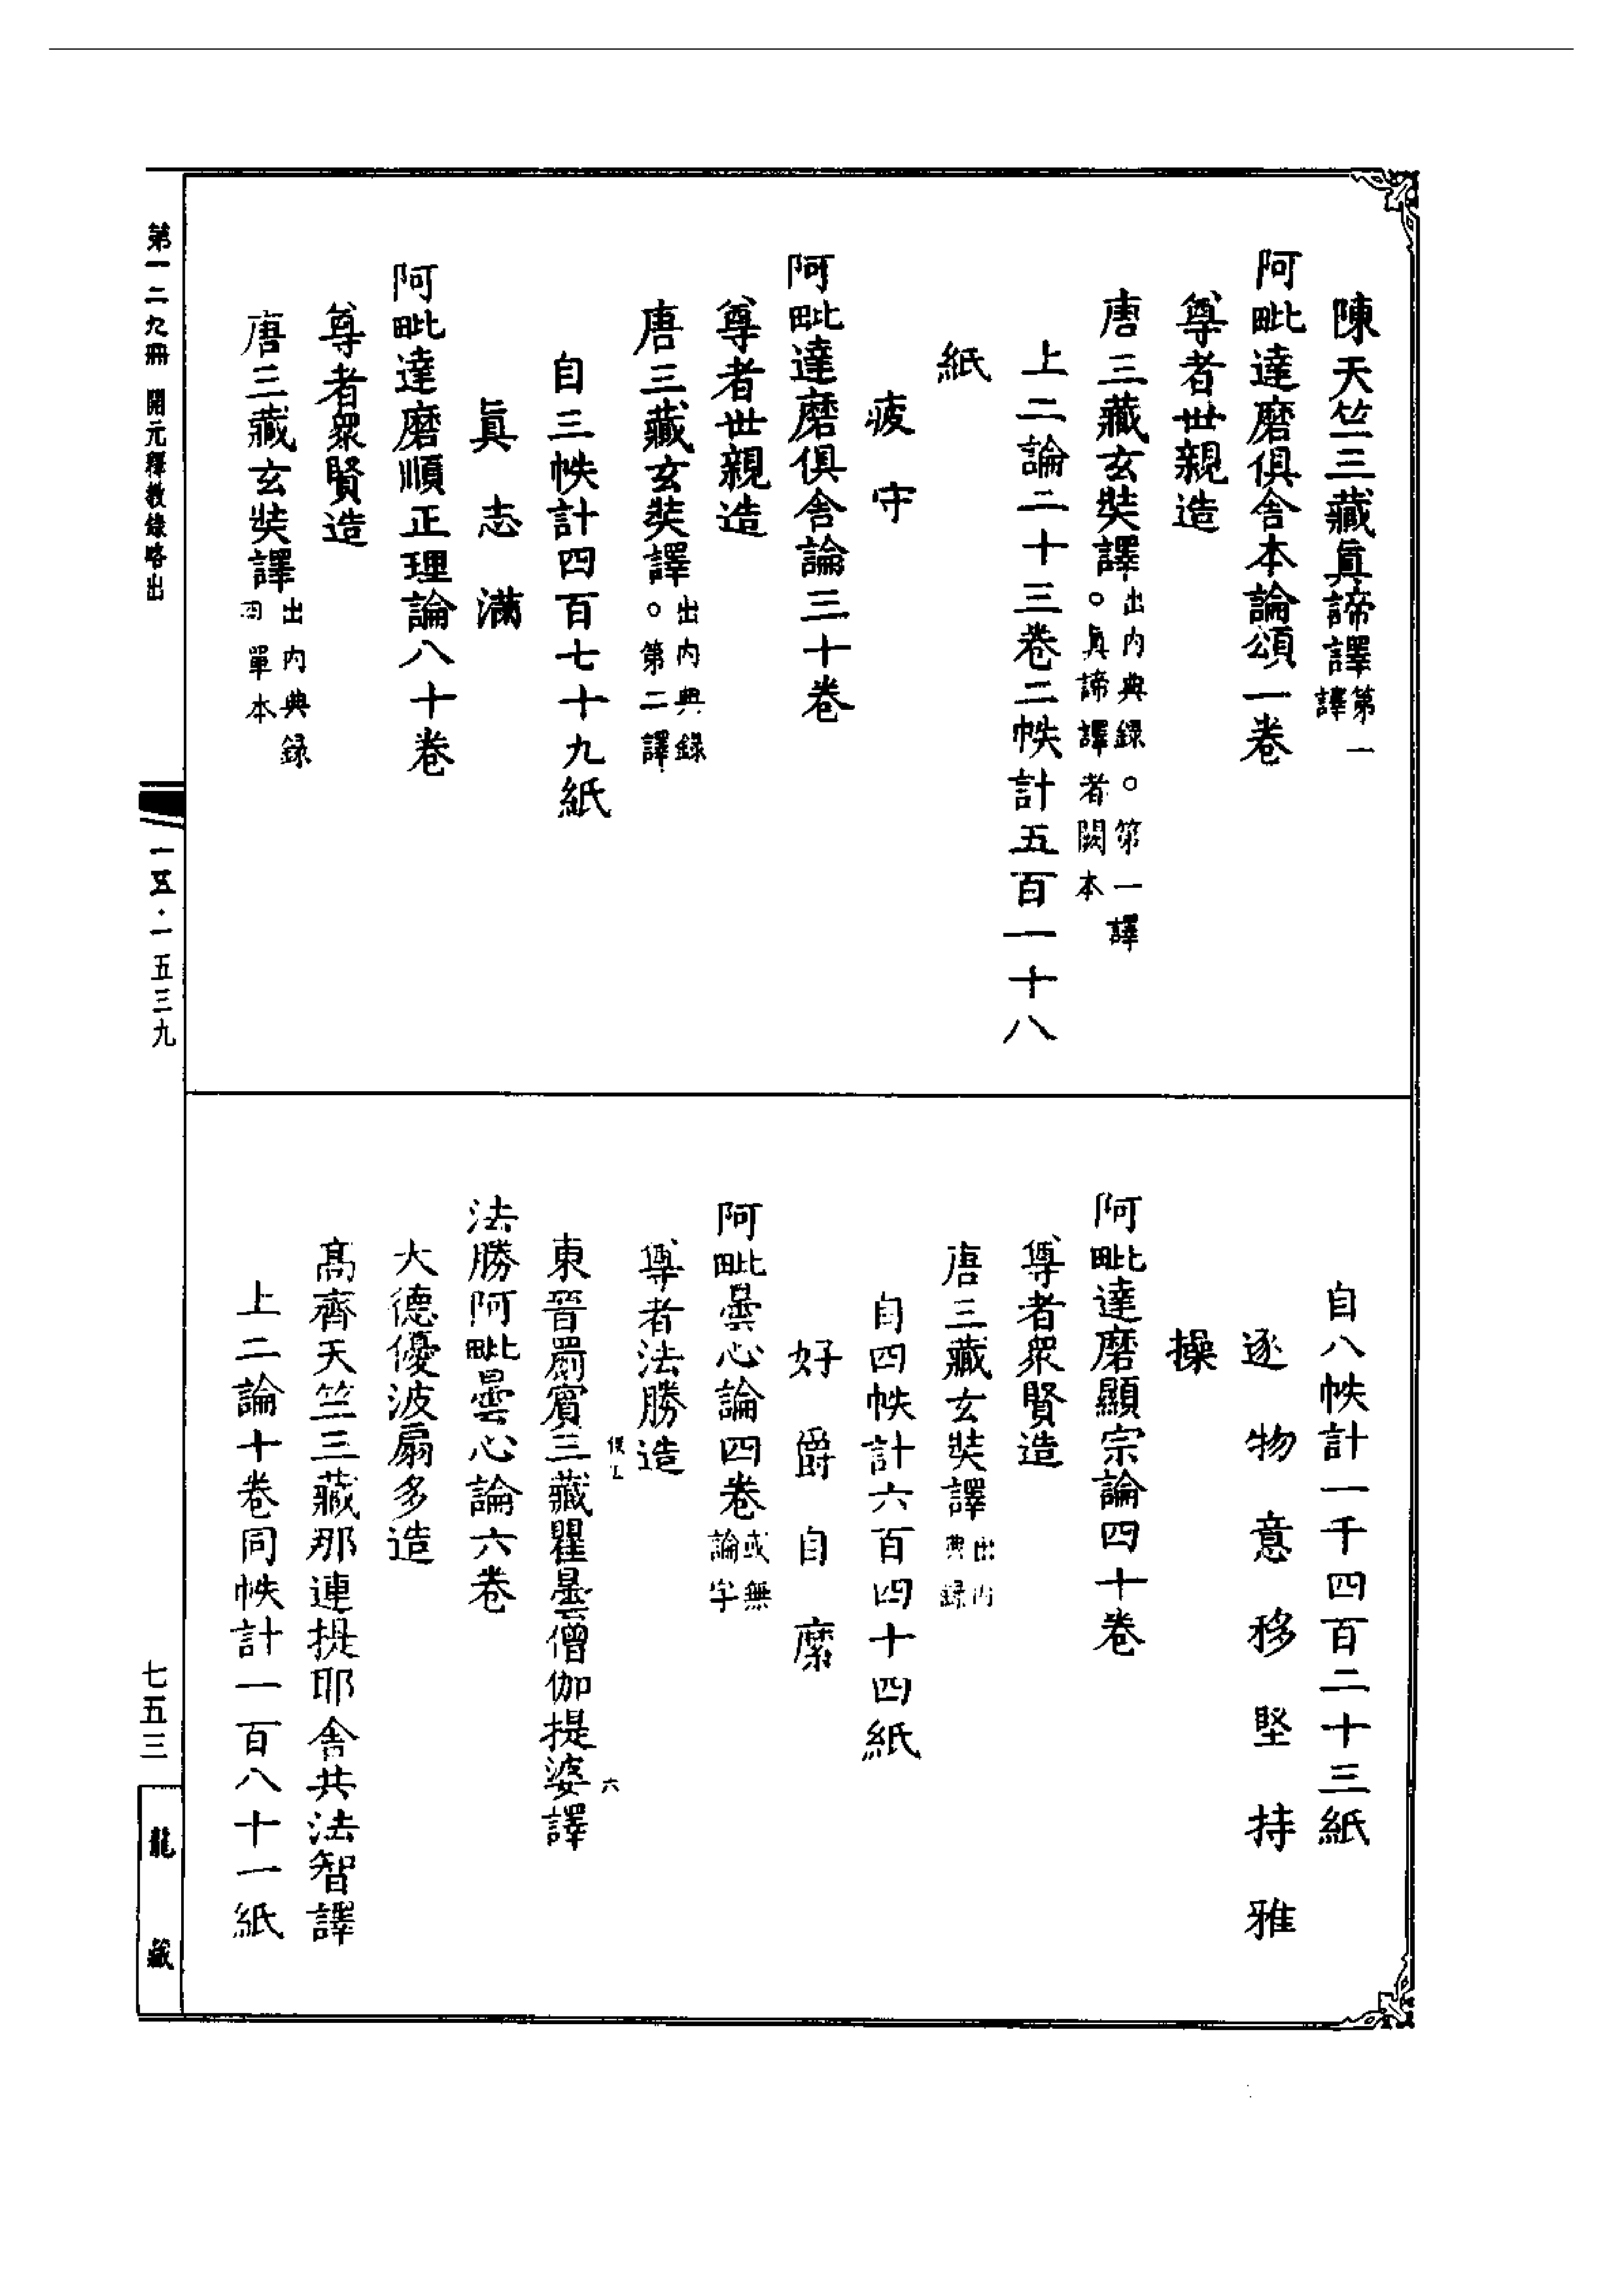 陳天竺三藏眞諦譯第一譯
阿毗達磨俱舍本論頌一卷
尊者世親造
唐三藏玄奘譯出內典錄。第一譯。眞諦譯者闕本
上二論二十三卷二帙計五百一十八
紙
疲守
阿毗達磨俱舍論三十卷
尊者世親造
唐三藏玄奘譯出內典錄。第二譯
自三帙計四百七十九紙
眞志滿
阿毗達磨順正理論八十卷
尊者衆賢造
唐三藏玄奘譯出內典錄單本
自八帙計一千四百二十三紙
逐物意移堅持雅
操
阿毗達磨顯宗論四十卷
尊者衆賢造
唐三藏玄奘譯出內典錄
自四帙計六百四十四紙
好爵自縻
阿毗曇心論四卷或無論字
尊者法勝造
東晉罽賓三藏瞿曇僧伽提婆譯
六
法勝阿毗曇心論六卷
大德優波扇多造
高齊天竺三藏那連提耶舍共法智譯
上二論十卷同帙計一百八十一紙
第一二九冊 開元釋教錄略出
一五·一五三九
七五三
龍藏